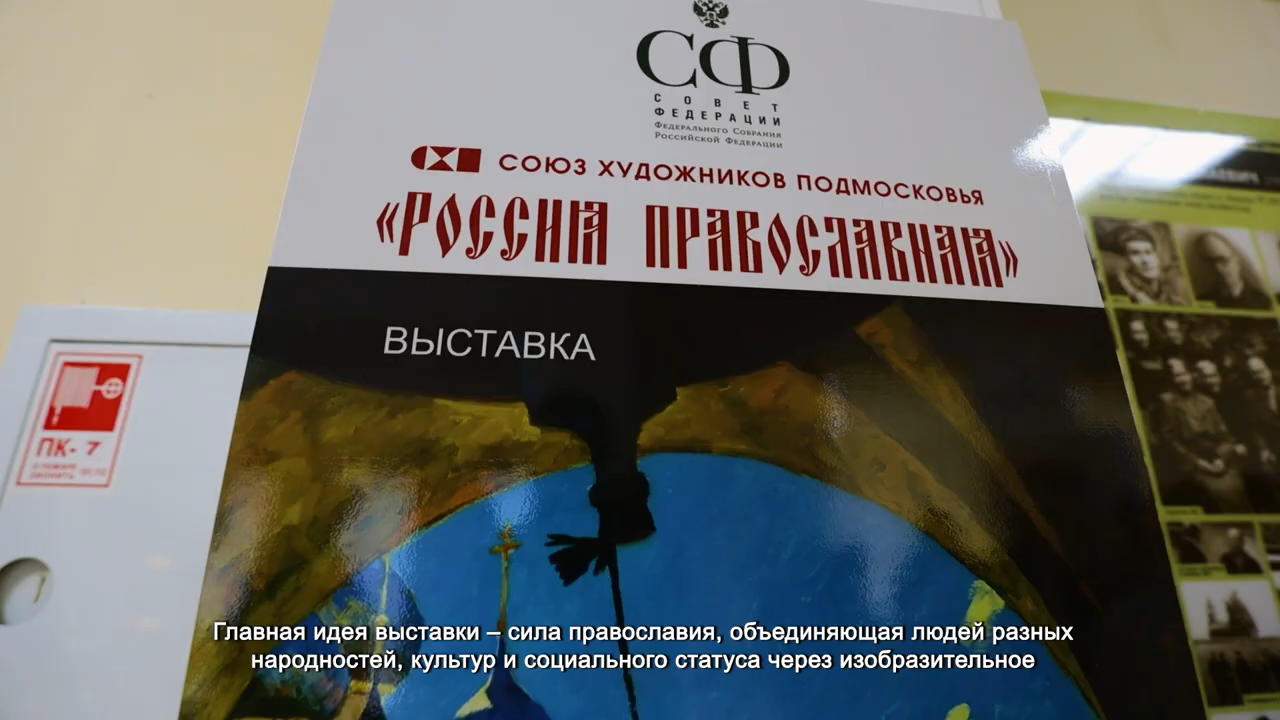 СФ
СОВЕТ
ФЕДЕРАЦИИ
Федерального Собрания
Российской Федерации
СОЮЗ ХУДОЖНИКОВ ПОДМОСКОВЬЯ
«РОССИЯ ПРАВОСЛАВНАЯ»
ВЫСТАВКА
ПК- 7
Главная идея выставки – сила православия, объединяющая людей разных
народностей, культур и социального статуса через изобразительное